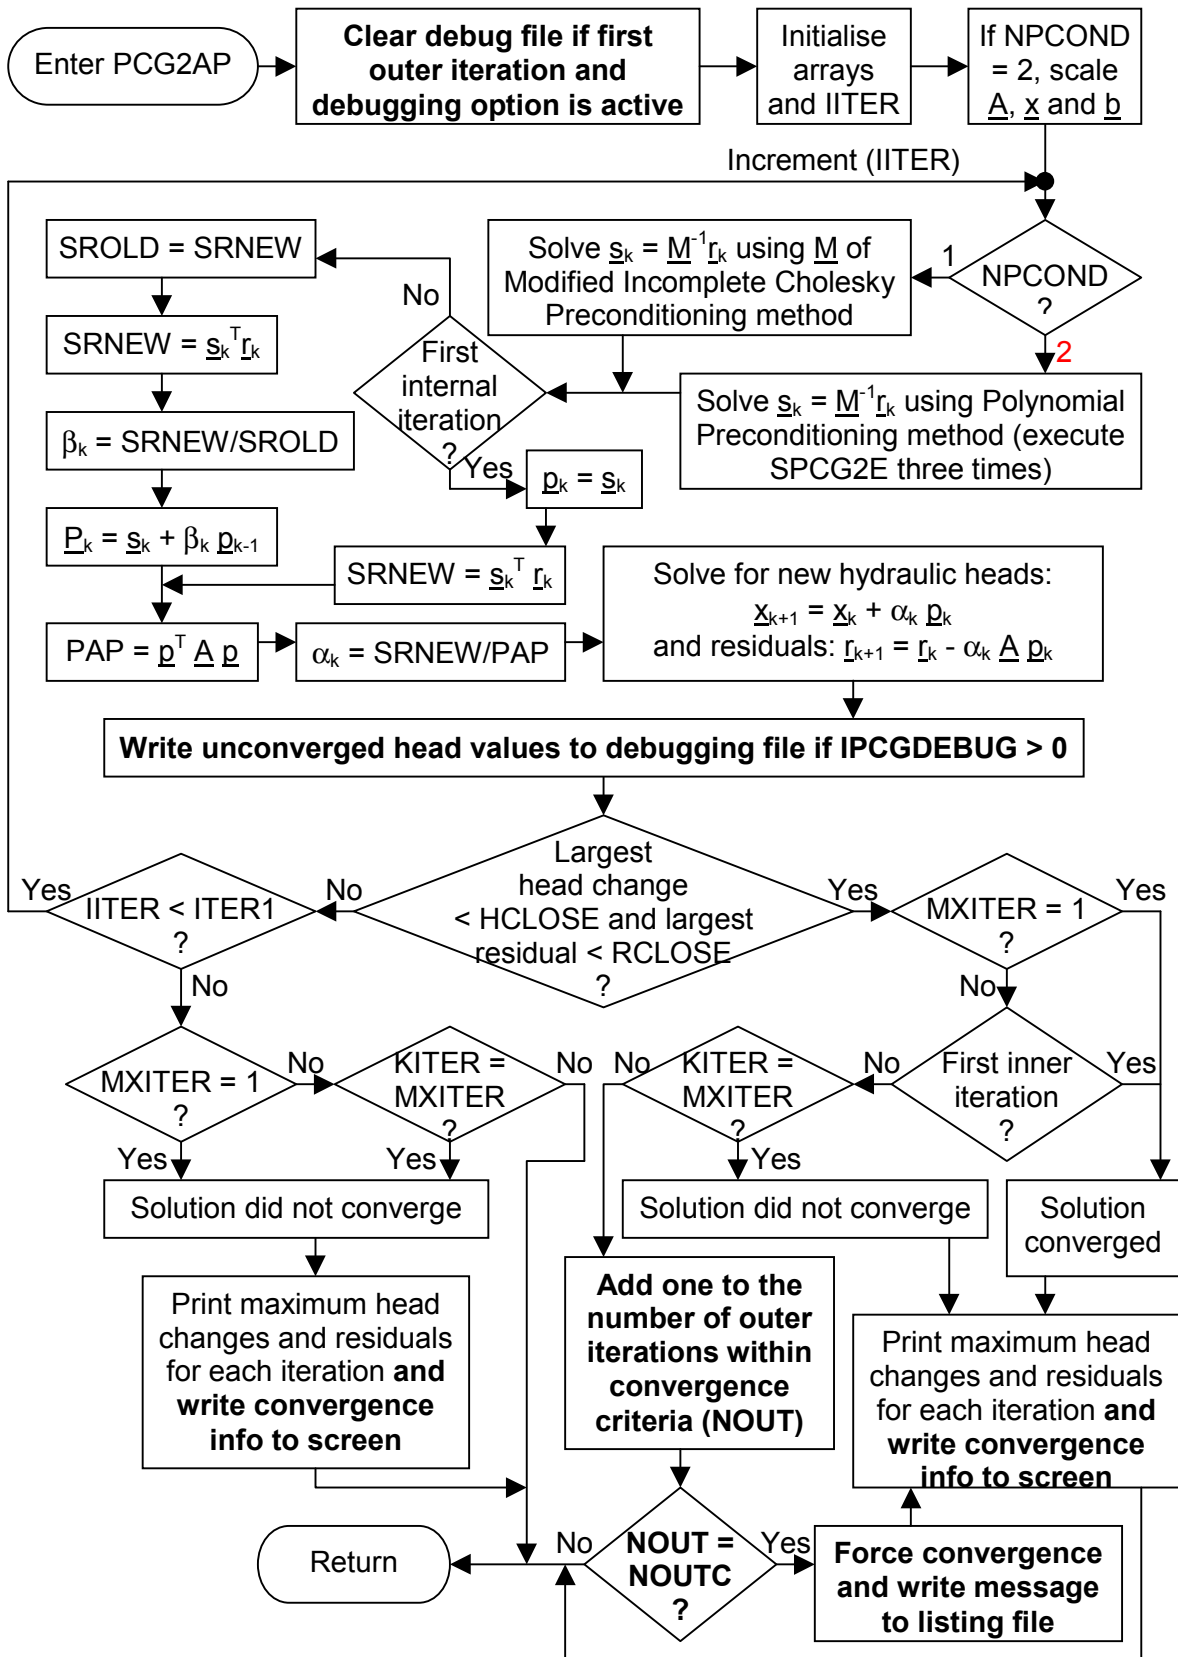 Enter PCG2AP
Clear debug file if first
outer iteration and
debugging option is active
Initialise
arrays
and IITER
If NPCOND
= 2, scale
A, x and b
Increment (IITER)
SROLD = SRNEW
Solve sₖ = M⁻¹rₖ using M of
Modified Incomplete Cholesky
Preconditioning method
1
NPCOND
?
No
2
SRNEW = sₖᵀrₖ
First
internal
iteration
?
Solve sₖ = M⁻¹rₖ using Polynomial
Preconditioning method (execute
SPCG2E three times)
βₖ = SRNEW/SROLD
Yes
pₖ = sₖ
Pₖ = sₖ + βₖ pₖ₋₁
SRNEW = sₖᵀ rₖ
Solve for new hydraulic heads:
xₖ₊₁ = xₖ + αₖ pₖ
and residuals: rₖ₊₁ = rₖ - αₖ A pₖ
PAP = pᵀ A p
αₖ = SRNEW/PAP
Write unconverged head values to debugging file if IPCGDEBUG > 0
Largest
head change
< HCLOSE and largest
residual < RCLOSE
?
Yes
IITER < ITER1
?
No
Yes
MXITER = 1
?
Yes
No
No
MXITER = 1
?
No
KITER =
MXITER
?
No
No
KITER =
MXITER
?
No
First inner
iteration
?
Yes
Yes
Yes
Yes
Solution did not converge
Solution did not converge
Solution
converged
Print maximum head
changes and residuals
for each iteration and
write convergence
info to screen
Add one to the
number of outer
iterations within
convergence
criteria (NOUT)
Print maximum head
changes and residuals
for each iteration and
write convergence
info to screen
Return
No
NOUT =
NOUTC
?
Yes
Force convergence
and write message
to listing file